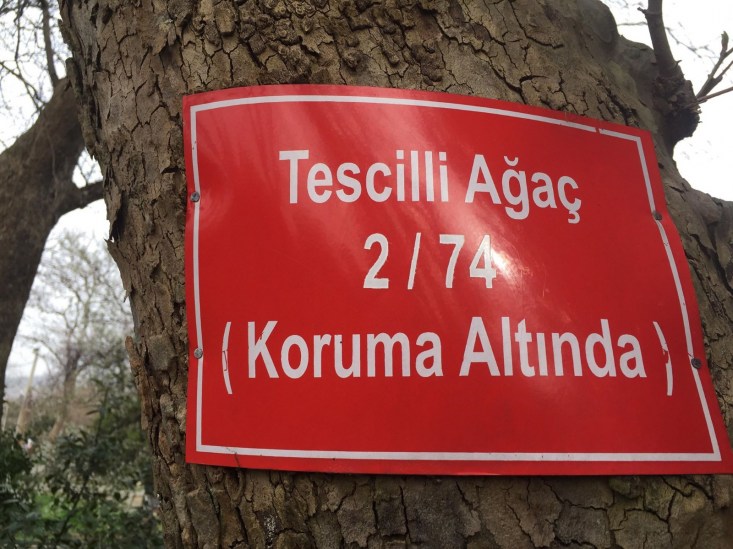 Tescilli Ağaç
2 / 74
( Koruma Altında )